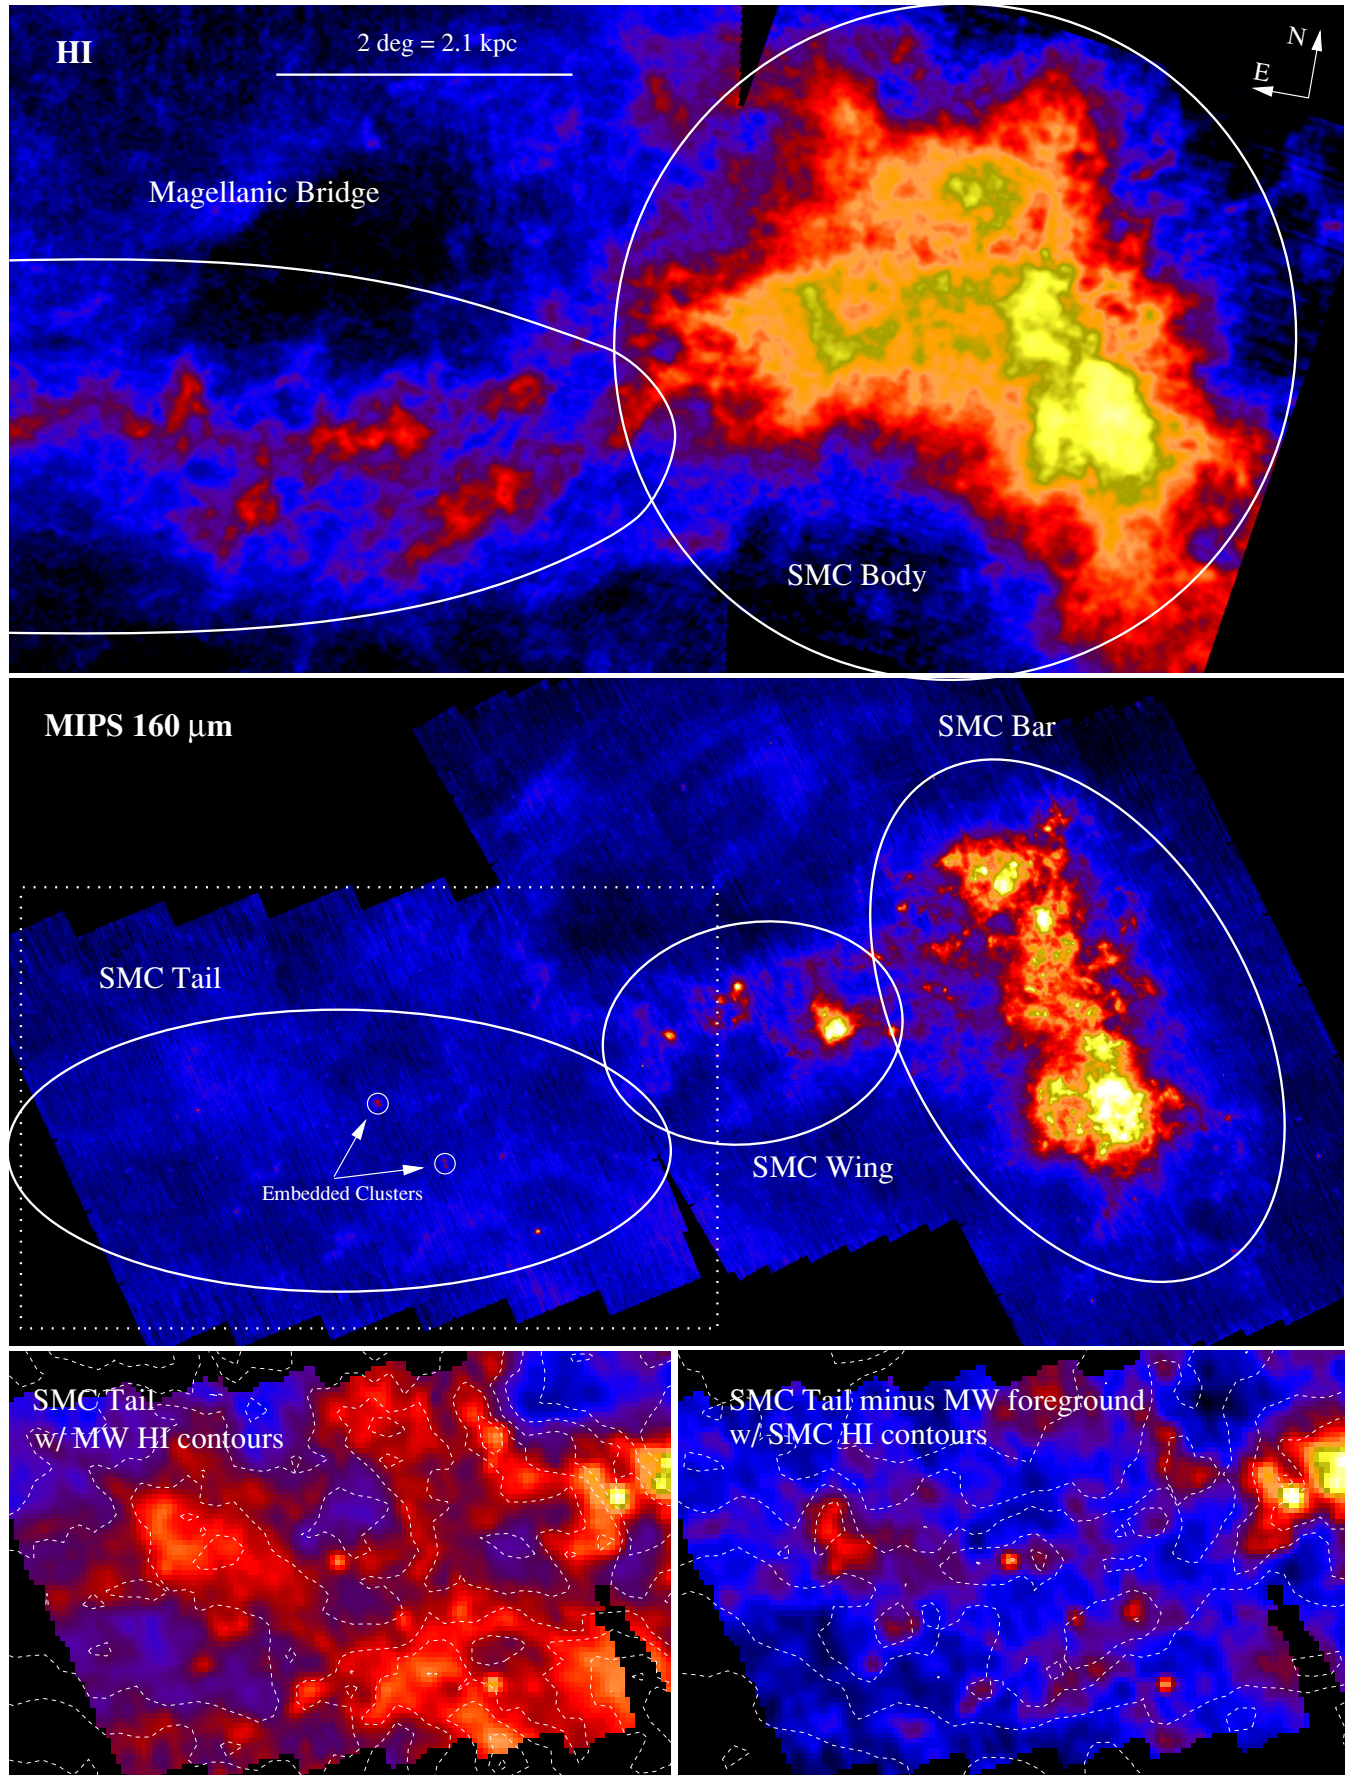 HI
2 deg = 2.1 kpc
N
E
Magellanic Bridge
SMC Body
MIPS 160 μm
SMC Bar
SMC Tail
SMC Wing
Embedded Clusters
SMC Tail
w/ MW HI contours
SMC Tail minus MW foreground
w/ SMC HI contours